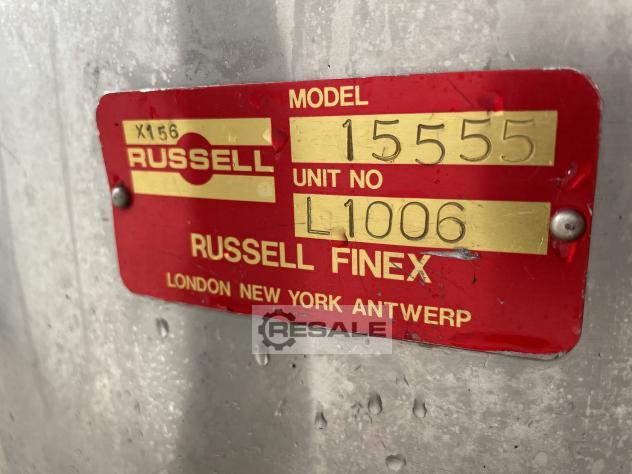 MODEL
X156
15555
RUSSELL
UNIT NO
L1006
RUSSELL FINEX
LONDON NEW YORK ANTWERP
RESALE